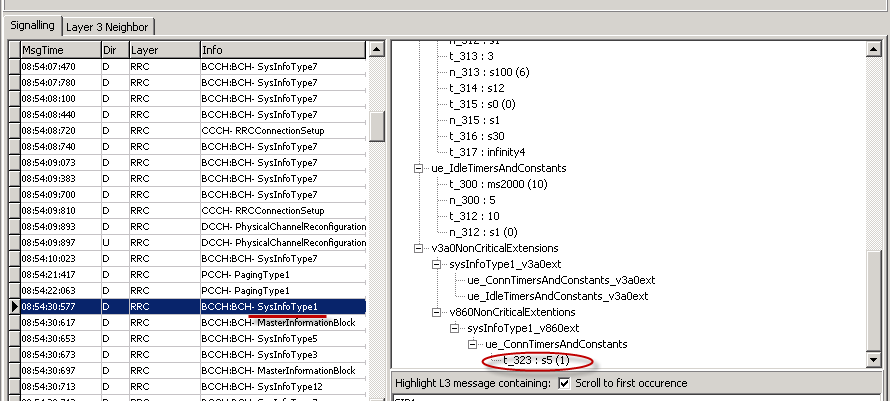 Signalling
Layer 3 Neighbor
MsgTime Dir Layer Info
08:54:07:470 D RRC BCCH:BCH- SysInfoType7
08:54:07:780 D RRC BCCH:BCH- SysInfoType7
08:54:08:100 D RRC BCCH:BCH- SysInfoType7
08:54:08:440 D RRC BCCH:BCH- SysInfoType7
08:54:08:720 D RRC CCCH- RRCConnectionSetup
08:54:08:740 D RRC BCCH:BCH- SysInfoType7
08:54:09:073 D RRC BCCH:BCH- SysInfoType7
08:54:09:383 D RRC BCCH:BCH- SysInfoType7
08:54:09:700 D RRC BCCH:BCH- SysInfoType7
08:54:09:810 D RRC CCCH- RRCConnectionSetup
08:54:09:893 D RRC DCCH- PhysicalChannelReconfiguration
08:54:09:897 U RRC DCCH- PhysicalChannelReconfiguration
08:54:10:023 D RRC BCCH:BCH- SysInfoType7
08:54:21:417 D RRC PCCH- PagingType1
08:54:22:063 D RRC PCCH- PagingType1
08:54:30:577 D RRC BCCH:BCH- SysInfoType1
08:54:30:617 D RRC BCCH:BCH- MasterInformationBlock
08:54:30:653 D RRC BCCH:BCH- SysInfoType5
08:54:30:673 D RRC BCCH:BCH- SysInfoType3
08:54:30:697 D RRC BCCH:BCH- MasterInformationBlock
08:54:30:713 D RRC BCCH:BCH- SysInfoType12
n_312 : s1
t_313 : 3
n_313 : s100 (6)
t_314 : s12
t_315 : s0 (0)
n_315 : s1
t_316 : s30
t_317 : infinity4
ue_IdleTimersAndConstants
t_300 : ms2000 (10)
n_300 : 5
t_312 : 10
n_312 : s1 (0)
v3a0NonCriticalExtensions
sysInfoType1_v3a0ext
ue_ConnTimersAndConstants_v3a0ext
ue_IdleTimersAndConstants_v3a0ext
v860NonCriticalExtentions
sysInfoType1_v860ext
ue_ConnTimersAndConstants
t_323 : s5 (1)
Highlight L3 message containing: Scroll to first occurence